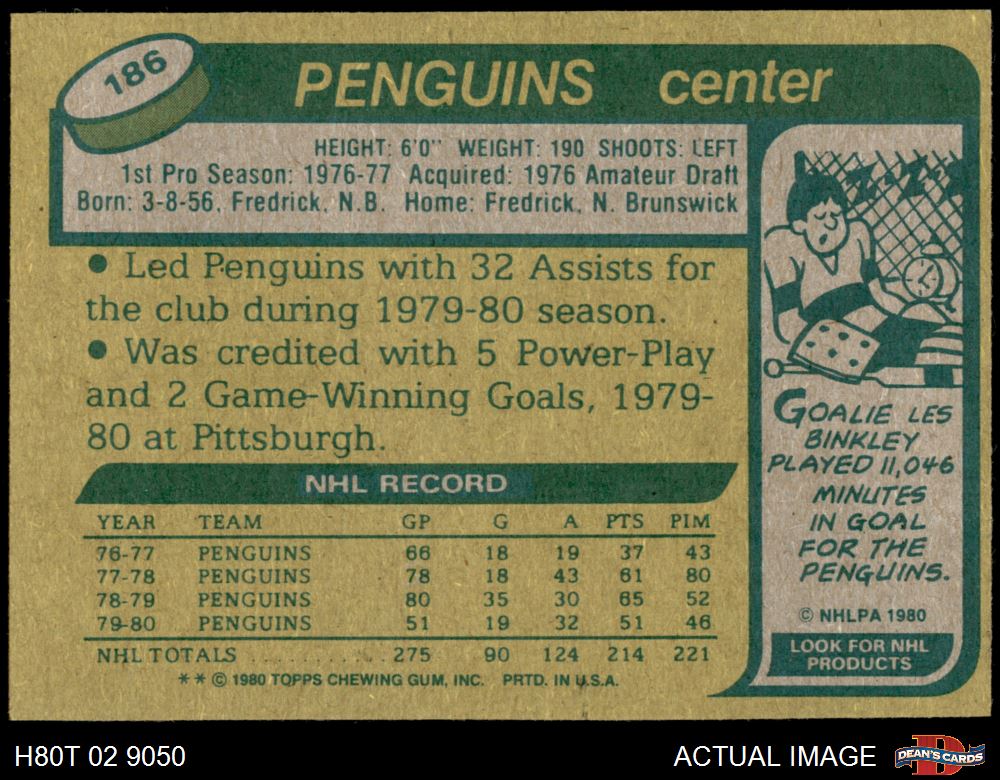 186
PENGUINS center
HEIGHT: 6'0" WEIGHT: 190 SHOOTS: LEFT
1st Pro Season: 1976-77 Acquired: 1976 Amateur Draft
Born: 3-8-56, Fredrick, N.B. Home: Fredrick, N. Brunswick
• Led Penguins with 32 Assists for
the club during 1979-80 season.
• Was credited with 5 Power-Play
and 2 Game-Winning Goals, 1979-
80 at Pittsburgh.
NHL RECORD
YEAR TEAM GP G A PTS PIM
76-77 PENGUINS 66 18 19 37 43
77-78 PENGUINS 78 18 43 61 80
78-79 PENGUINS 80 35 30 65 52
79-80 PENGUINS 51 19 32 51 46
NHL TOTALS .......... 275 90 124 214 221
** © 1980 TOPPS CHEWING GUM, INC. PRTD. IN U.S.A.
GOALIE LES
BINKLEY
PLAYED 11,046
MINUTES
IN GOAL
FOR THE
PENGUINS.
© NHLPA 1980
LOOK FOR NHL
PRODUCTS
H80T 02 9050
ACTUAL IMAGE
D
DEAN'S CARDS